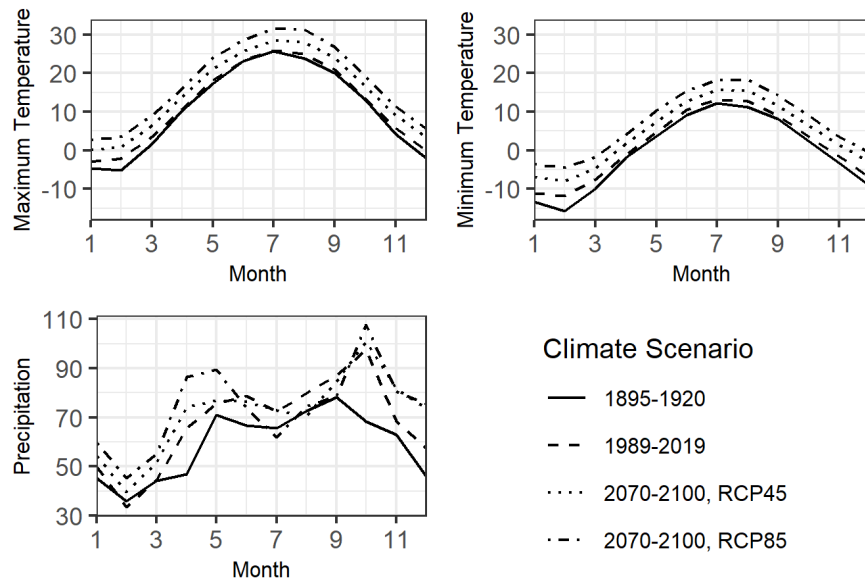 Maximum Temperature
30
20
10
0
-10
1 3 5 7 9 11
Month
Minimum Temperature
30
20
10
0
-10
1 3 5 7 9 11
Month
Precipitation
110
90
70
50
30
1 3 5 7 9 11
Month
Climate Scenario
1895-1920
1989-2019
2070-2100, RCP45
2070-2100, RCP85